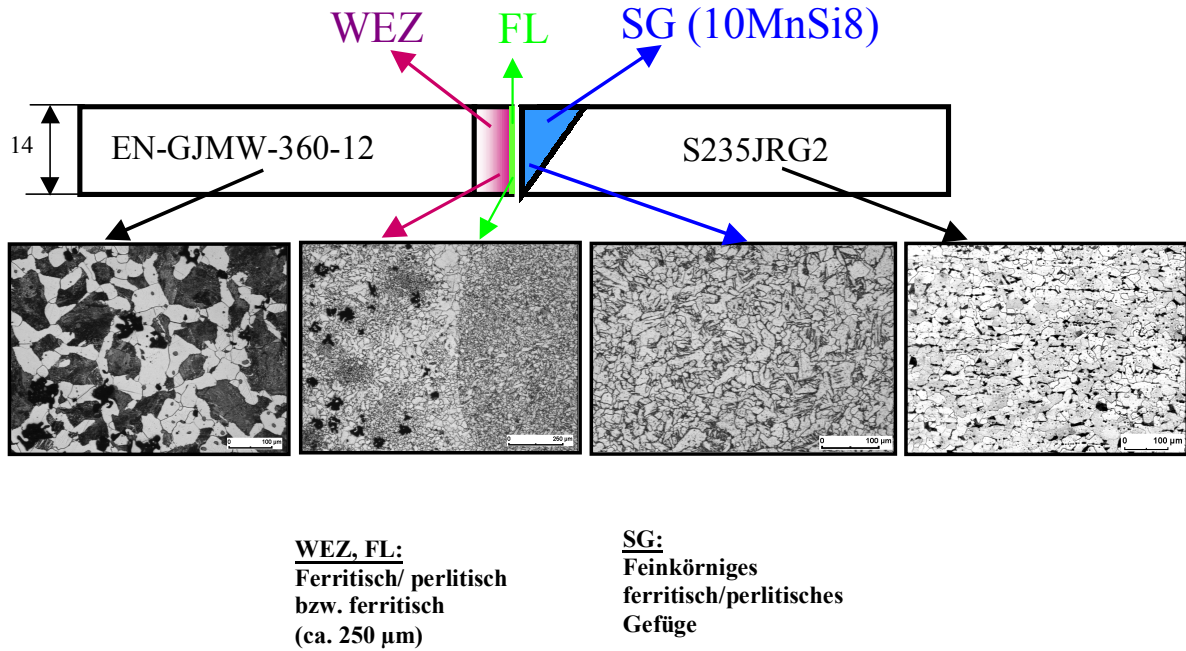 WEZ FL SG (10MnSi8)
14 EN-GJMW-360-12 S235JRG2
0 100 µm 0 250 µm 0 100 µm 0 100 µm
WEZ, FL:
Ferritisch/ perlitisch
bzw. ferritisch
(ca. 250 µm)
SG:
Feinkörniges
ferritisch/perlitisches
Gefüge